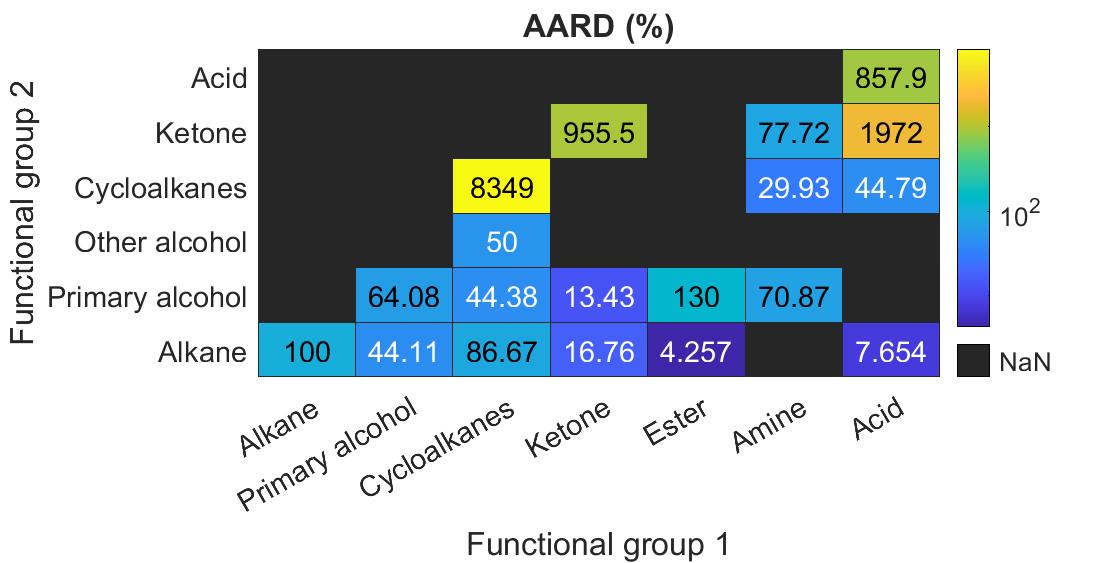 AARD (%)
Functional group 2
Acid 857.9
Ketone 955.5 77.72 1972
Cycloalkanes 8349 29.93 44.79
Other alcohol 50
Primary alcohol 64.08 44.38 13.43 130 70.87
Alkane 100 44.11 86.67 16.76 4.257 7.654
10²
NaN
Alkane Primary alcohol Cycloalkanes Ketone Ester Amine Acid
Functional group 1